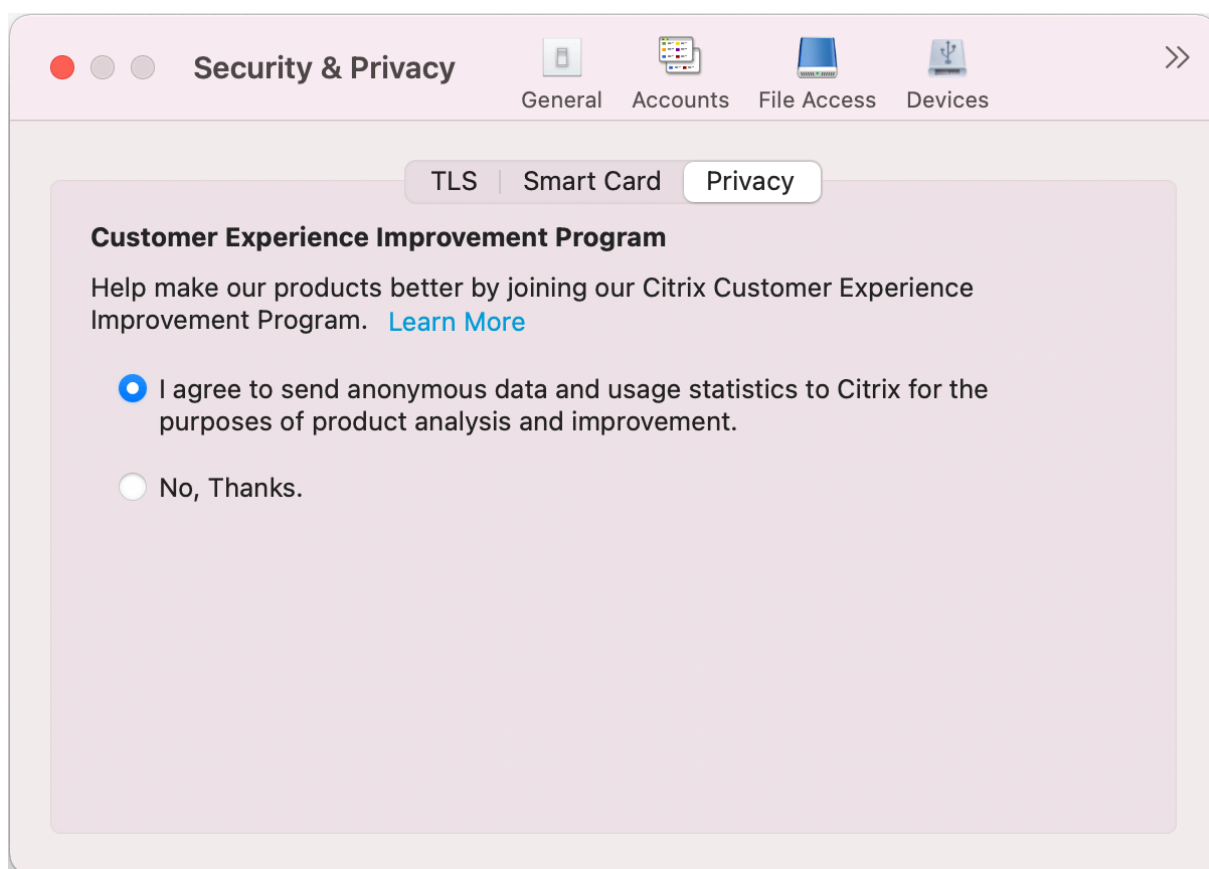 Security & Privacy
General
Accounts
File Access
Devices
TLS
Smart Card
Privacy
Customer Experience Improvement Program
Help make our products better by joining our Citrix Customer Experience
Improvement Program. Learn More
I agree to send anonymous data and usage statistics to Citrix for the
purposes of product analysis and improvement.
No, Thanks.